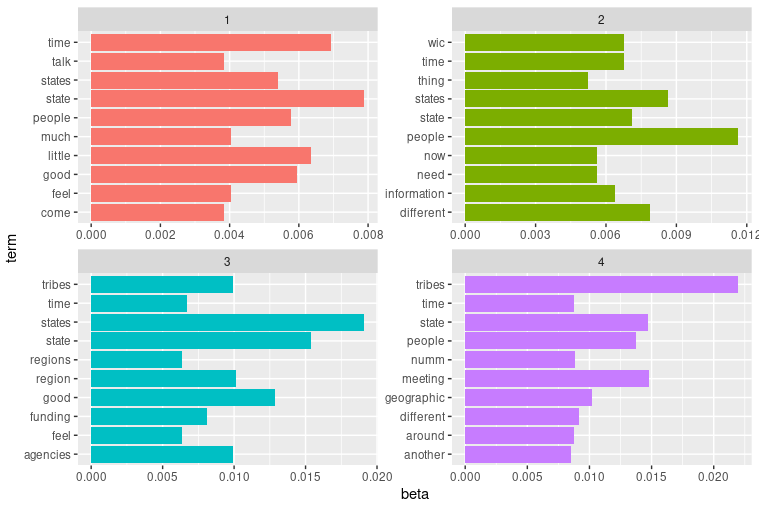 1
time
talk
states
state
people
much
little
good
feel
come
0.000 0.002 0.004 0.006 0.008
2
wic
time
thing
states
state
people
now
need
information
different
0.000 0.003 0.006 0.009 0.012
3
tribes
time
states
state
regions
region
good
funding
feel
agencies
0.000 0.005 0.010 0.015 0.020
4
tribes
time
state
people
numm
meeting
geographic
different
around
another
0.000 0.005 0.010 0.015 0.020
term
beta